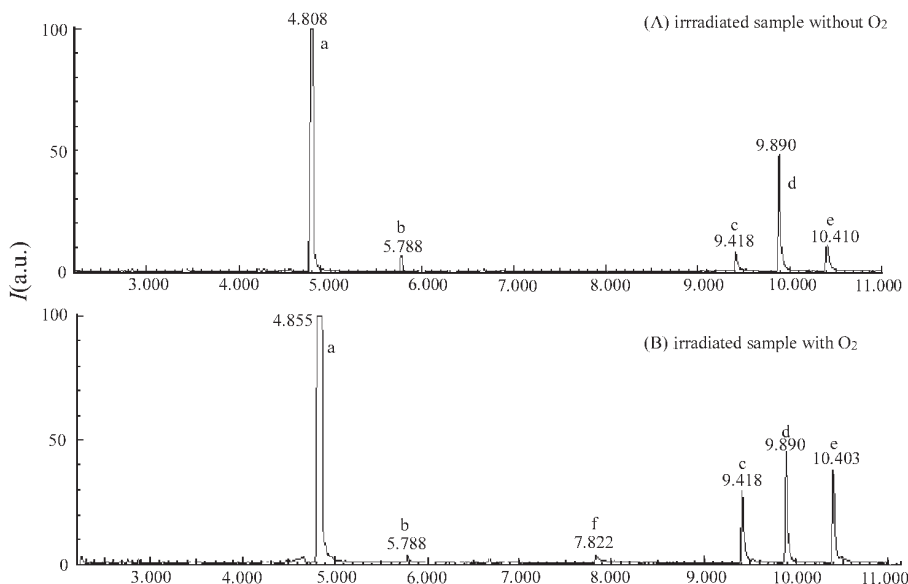 I(a.u.)
(A) irrradiated sample without O2
100
50
0
4.808
a
b
5.788
c
9.418
9.890
d
e
10.410
3.000 4.000 5.000 6.000 7.000 8.000 9.000 10.000 11.000
(B) irradiated sample with O2
100
50
0
4.855
a
b
5.788
f
7.822
c
9.418
d
9.890
e
10.403
3.000 4.000 5.000 6.000 7.000 8.000 9.000 10.000 11.000